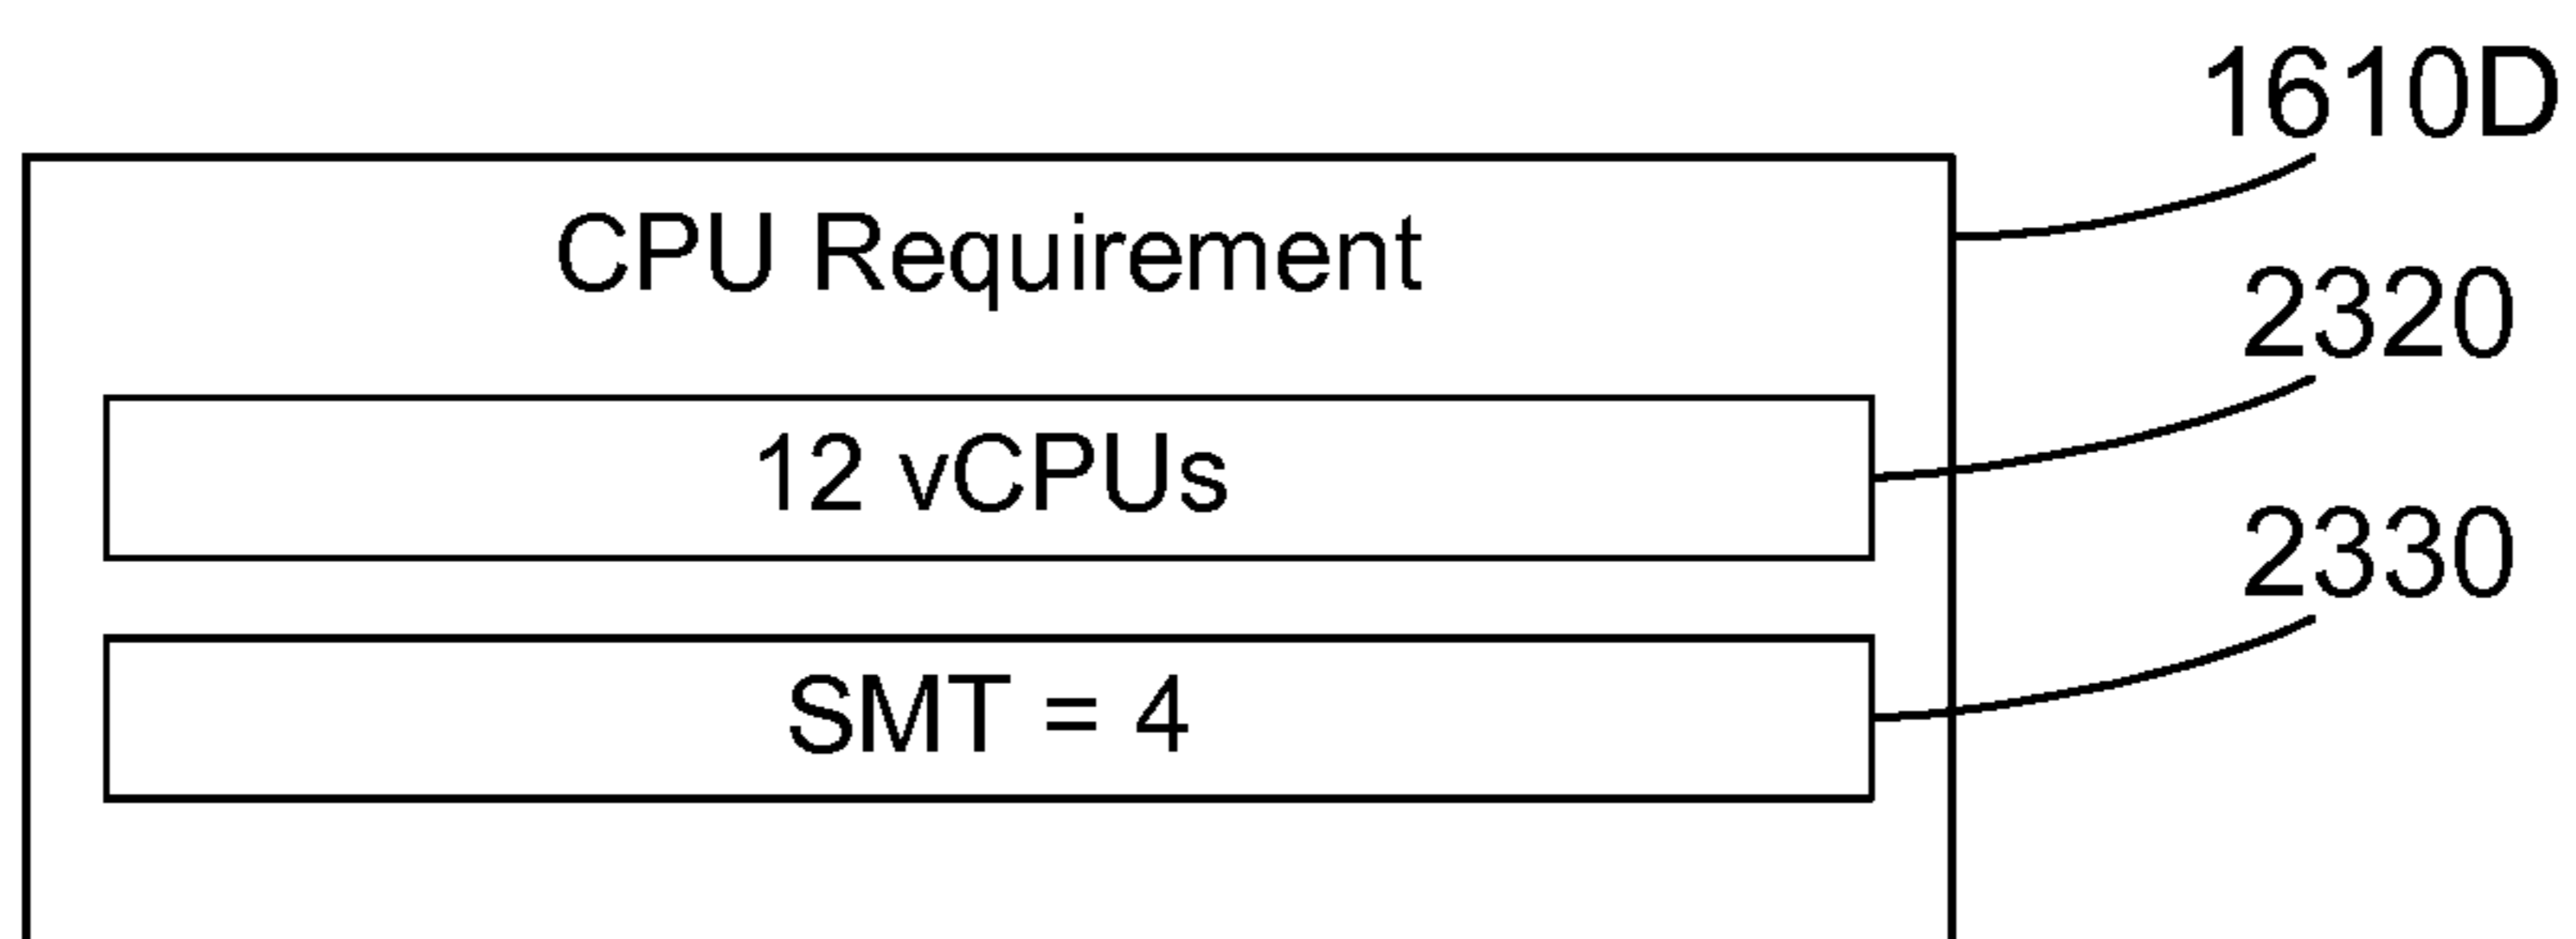 1610D
CPU Requirement
2320
12 vCPUs
2330
SMT = 4